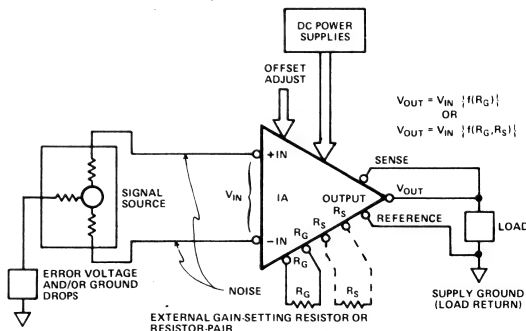 DC POWER
SUPPLIES
OFFSET
ADJUST
VOUT = VIN {f(RG)}
OR
VOUT = VIN {f(RG,RS)}
SENSE
+IN
SIGNAL
SOURCE
VIN
IA
OUTPUT
VOUT
RS
REFERENCE
LOAD
RS
RG
-IN
RG
ERROR VOLTAGE
AND/OR GROUND
DROPS
NOISE
RG
RS
SUPPLY GROUND
(LOAD RETURN)
EXTERNAL GAIN-SETTING RESISTOR OR
RESISTOR-PAIR